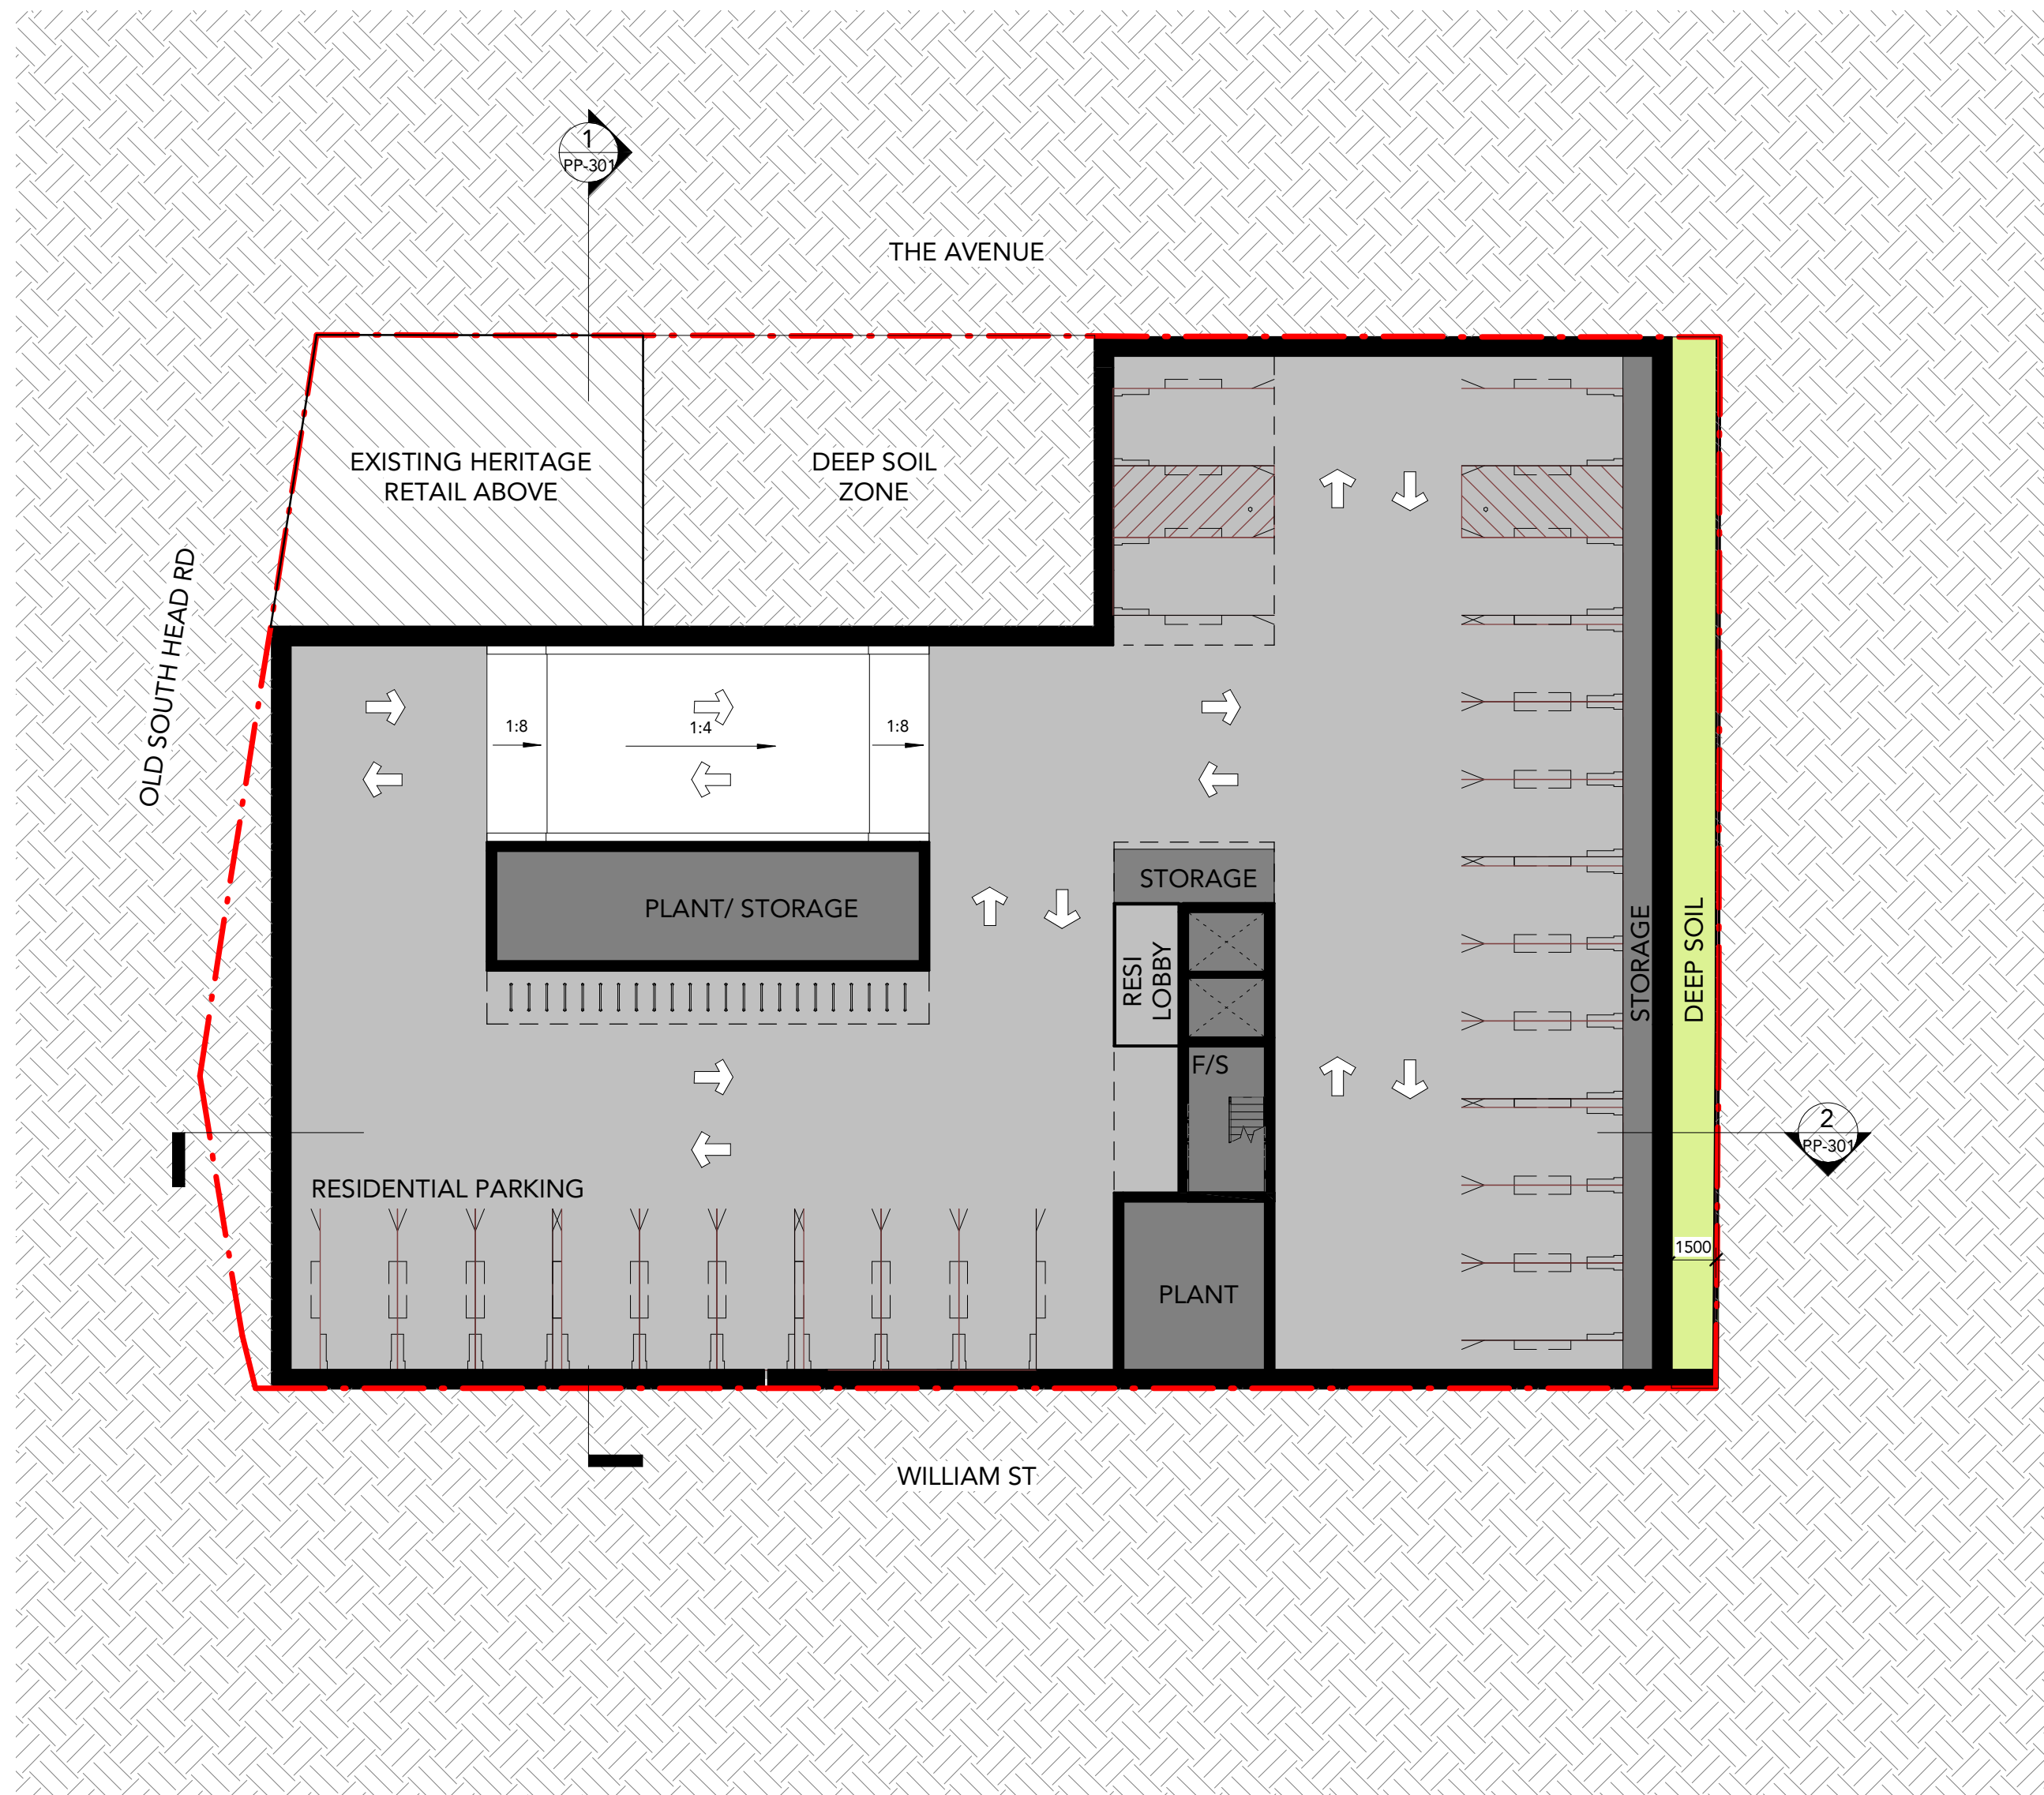 1
PP-301
THE AVENUE
EXISTING HERITAGE
RETAIL ABOVE
DEEP SOIL
ZONE
OLD SOUTH HEAD RD
1:8
1:4
1:8
PLANT/ STORAGE
STORAGE
RESI
LOBBY
F/S
STORAGE
DEEP SOIL
2
PP-301
RESIDENTIAL PARKING
1500
PLANT
WILLIAM ST